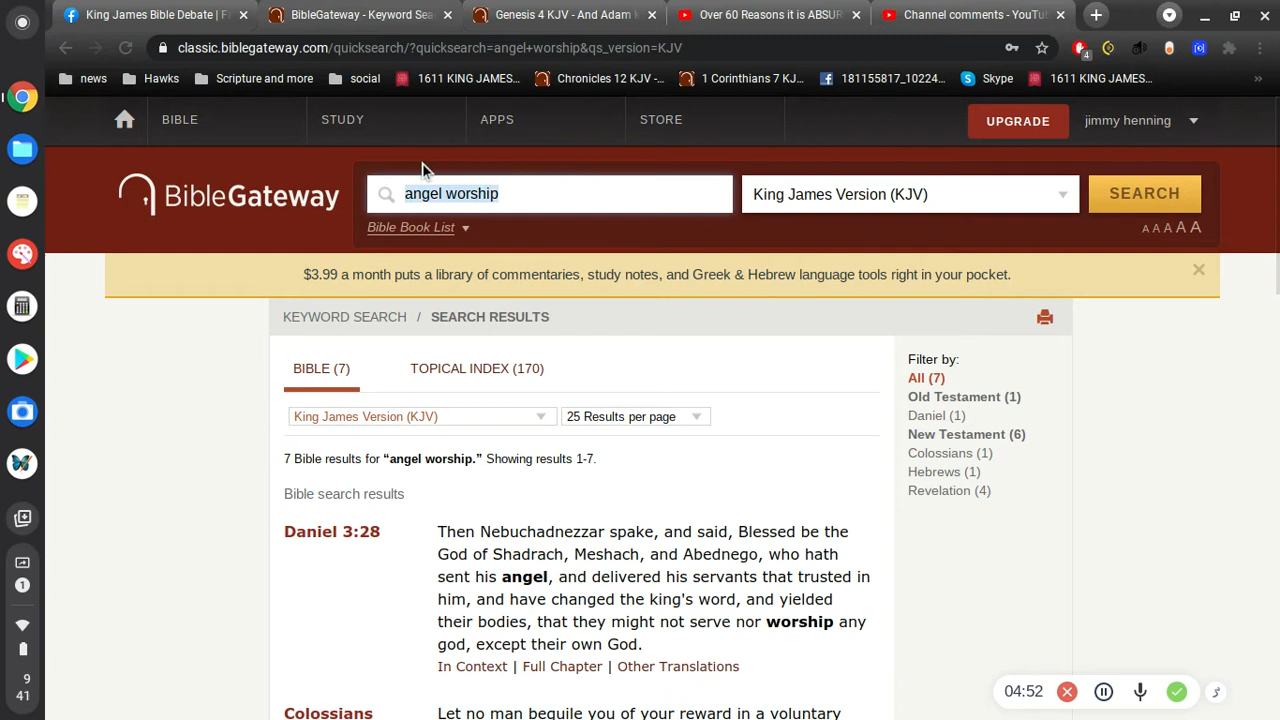 King James Bible Debate | Fa
BibleGateway - Keyword Sea
Genesis 4 KJV - And Adam k
Over 60 Reasons it is ABSUR
Channel comments - YouTu
classic.biblegateway.com/quicksearch/?quicksearch=angel+worship&qs_version=KJV
4
news
Hawks
Scripture and more
social
1611 KING JAMES...
Chronicles 12 KJV -...
1 Corinthians 7 KJ...
181155817_10224...
Skype
1611 KING JAMES...
»
BIBLE
STUDY
APPS
STORE
UPGRADE
jimmy henning
BibleGateway
angel worship
King James Version (KJV)
SEARCH
Bible Book List
A A A A A
$3.99 a month puts a library of commentaries, study notes, and Greek & Hebrew language tools right in your pocket.
KEYWORD SEARCH / SEARCH RESULTS
BIBLE (7)
TOPICAL INDEX (170)
King James Version (KJV)
25 Results per page
7 Bible results for “angel worship.” Showing results 1-7.
Bible search results
Daniel 3:28
Then Nebuchadnezzar spake, and said, Blessed be the
God of Shadrach, Meshach, and Abednego, who hath
sent his angel, and delivered his servants that trusted in
him, and have changed the king's word, and yielded
their bodies, that they might not serve nor worship any
god, except their own God.
In Context | Full Chapter | Other Translations
Colossians
Let no man beguile you of your reward in a voluntary
Filter by:
All (7)
Old Testament (1)
Daniel (1)
New Testament (6)
Colossians (1)
Hebrews (1)
Revelation (4)
1
9
41
04:52